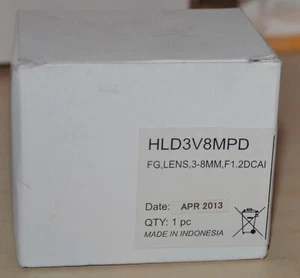 HLD3V8MPD
FG,LENS,3-8MM,F1.2DCAI
Date: APR 2013
QTY: 1 pc
MADE IN INDONESIA